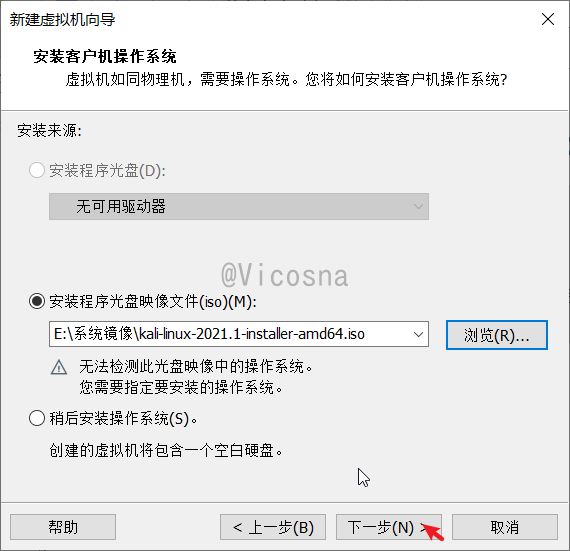 新建虚拟机向导
安装客户机操作系统
虚拟机如同物理机，需要操作系统。您将如何安装客户机操作系统?
安装来源:
安装程序光盘(D):
无可用驱动器
@Vicosna
安装程序光盘映像文件(iso)(M):
E:\系统镜像\kali-linux-2021.1-installer-amd64.iso
浏览(R)...
无法检测此光盘映像中的操作系统。
您需要指定要安装的操作系统。
稍后安装操作系统(S)。
创建的虚拟机将包含一个空白硬盘。
帮助
< 上一步(B)
下一步(N) >
取消